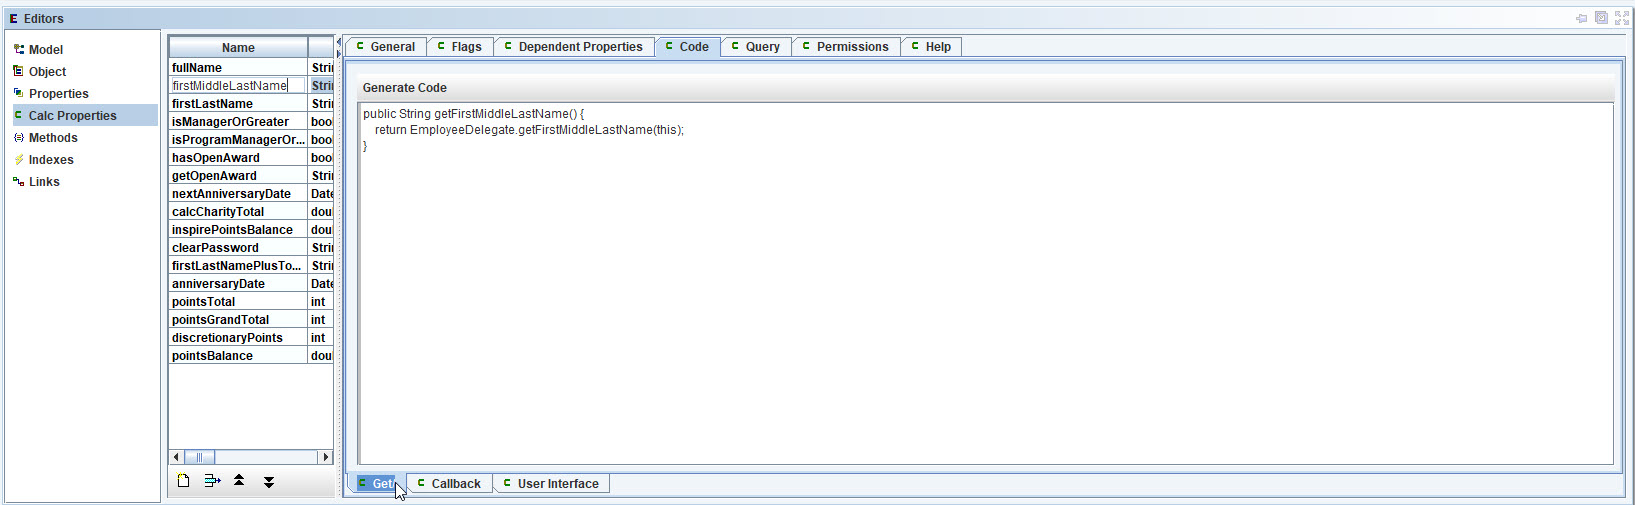 Editors
Model
Object
Properties
Calc Properties
Methods
Indexes
Links
Name
fullName Stri
firstMiddleLastName Stri
firstLastName Stri
isManagerOrGreater bool
isProgramManagerOr... bool
hasOpenAward bool
getOpenAward Stri
nextAnniversaryDate Date
calcCharityTotal dou
inspirePointsBalance dou
clearPassword Stri
firstLastNamePlusTo... Stri
anniversaryDate Date
pointsTotal int
pointsGrandTotal int
discretionaryPoints int
pointsBalance dou
General Flags Dependent Properties Code Query Permissions Help
Generate Code
public String getFirstMiddleLastName() {
return EmployeeDelegate.getFirstMiddleLastName(this);
}
Get Callback User Interface